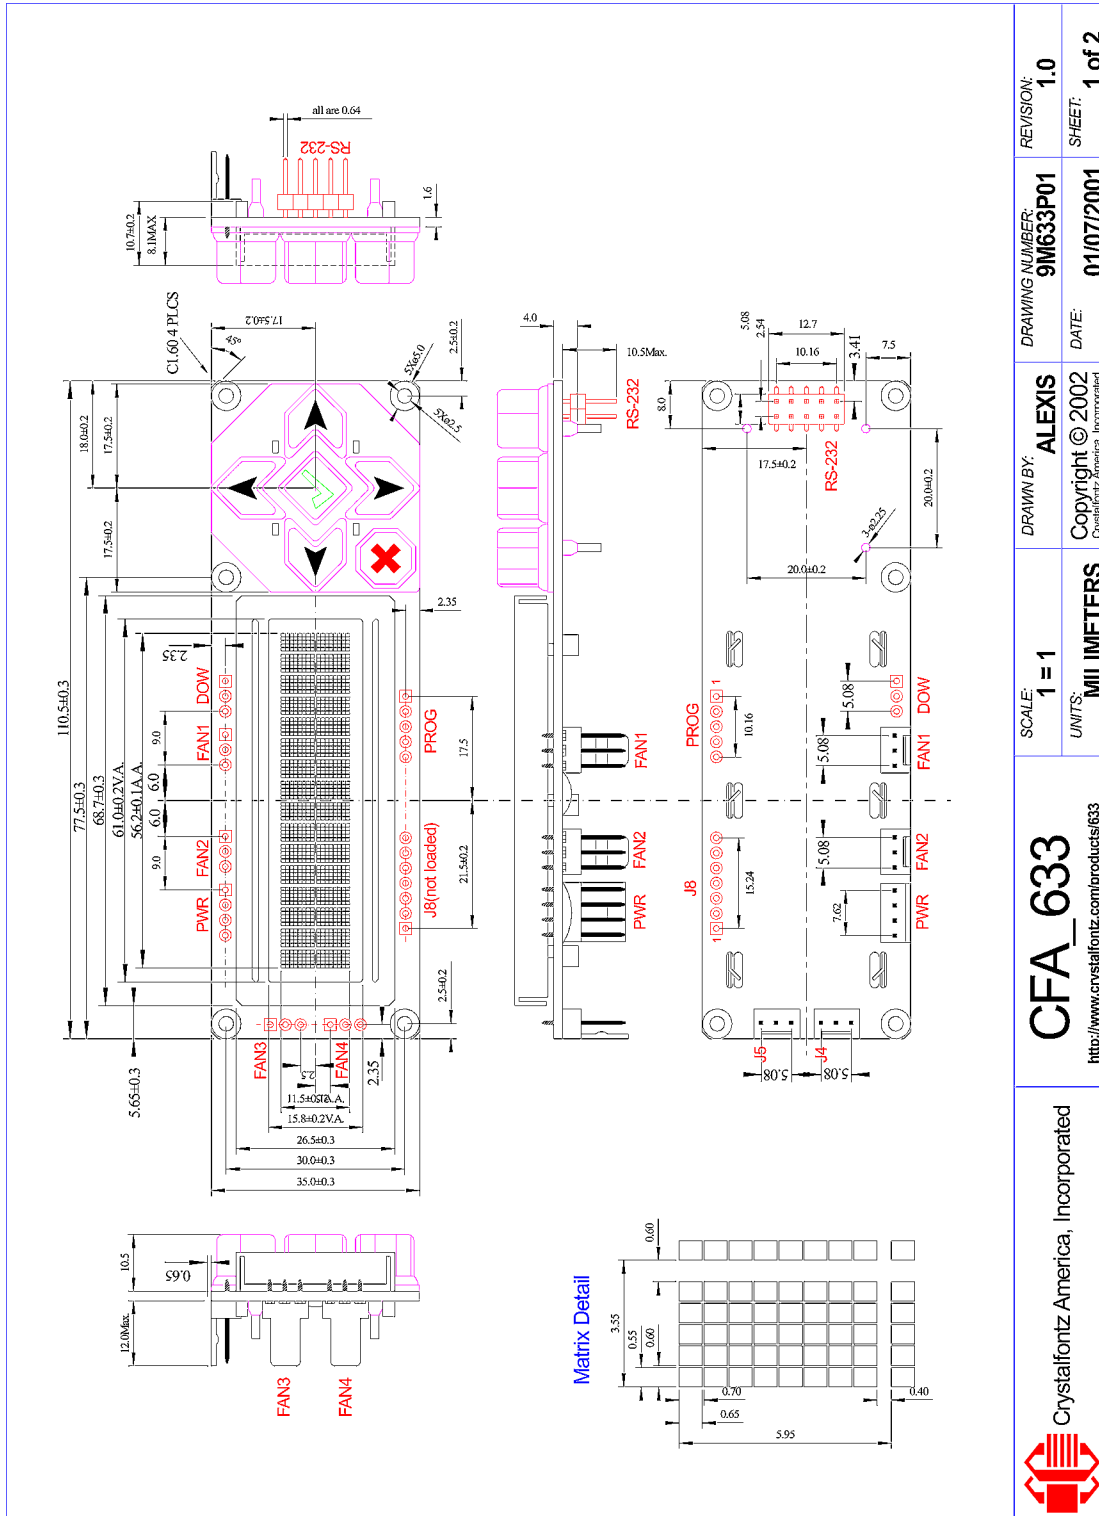 all are 0.64
RS-232
10.7±0.2
8.1MAX
1.6
C1.60 4 PLCS
17.5±0.2
45°
5Xø5.0
2.5±0.2
5Xø2.5
18.0±0.2
17.5±0.2
17.5±0.2
110.5±0.3
77.5±0.3
68.7±0.3
61.0±0.2V.A.
56.2±0.1A.A.
2.35
2.35
DOW
FAN1
9.0
6.0
6.0
FAN2
9.0
PWR
PROG
17.5
J8(not loaded)
21.5±0.2
2.5±0.2
5.65±0.3
FAN3
FAN4
2.5
2.35
15.8±0.2V.A.
26.5±0.3
30.0±0.3
35.0±0.3
4.0
10.5Max.
RS-232
FAN1
FAN2
PWR
5.08
2.54
12.7
10.16
3.41
7.5
8.0
17.5±0.2
RS-232
20.0±0.2
3-ø2.25
20.0±0.2
PROG
1
10.16
5.08
DOW
5.08
FAN1
J8
1
15.24
5.08
FAN2
7.62
PWR
J5
J4
5.08
5.08
10.5
0.65
12.0Max.
FAN3
FAN4
Matrix Detail
0.60
3.55
0.55
0.60
0.70
0.65
0.40
5.95
Crystalfontz America, Incorporated
CFA_633
http://www.crystalfontz.com/products/633
SCALE:
1 = 1
UNITS:
MILLIMETERS
DRAWN BY:
ALEXIS
Copyright © 2002
Crystalfontz America, Incorporated
DRAWING NUMBER:
9M633P01
DATE:
01/07/2001
REVISION:
1.0
SHEET:
1 of 2